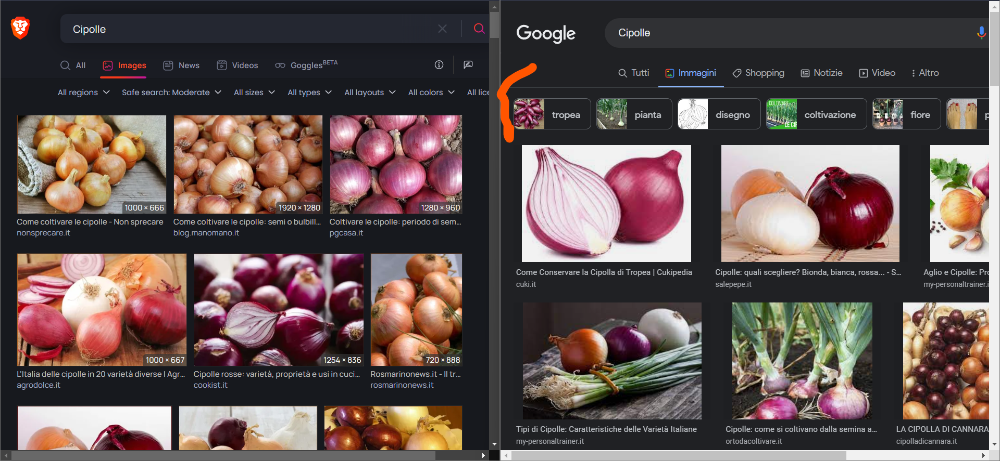 Cipolle
All
Images
News
Videos
Goggles BETA
All regions
Safe search: Moderate
All sizes
All types
All layouts
All colors
All lice
1000 × 666
1920 × 1280
1280 × 960
Come coltivare le cipolle - Non sprecare
nonsprecare.it
Come coltivare le cipolle: semi o bulbill...
blog.manomano.it
Coltivare le cipolle: periodo di sem...
pgcasa.it
1000 × 667
1254 × 836
720 × 888
L'Italia delle cipolle in 20 varietà diverse | Agr...
agrodolce.it
Cipolle rosse: varietà, proprietà e usi in cuci...
cookist.it
Rosmarinonews.it - Il tr...
rosmarinonews.it
Google
Cipolle
Tutti
Immagini
Shopping
Notizie
Video
Altro
tropea
pianta
disegno
COLTIVARE
LE CIP
coltivazione
fiore
p
Come Conservare la Cipolla di Tropea | Cukipedia
cuki.it
Cipolle: quali scegliere? Bionda, bianca, rossa... - S...
salepepe.it
Aglio e Cipolle: Pro
my-personaltrainer.i
Tipi di Cipolle: Caratteristiche delle Varietà Italiane
my-personaltrainer.it
Cipolle: come si coltivano dalla semina a...
ortodacoltivare.it
LA CIPOLLA DI CANNARA
cipolladicannara.it